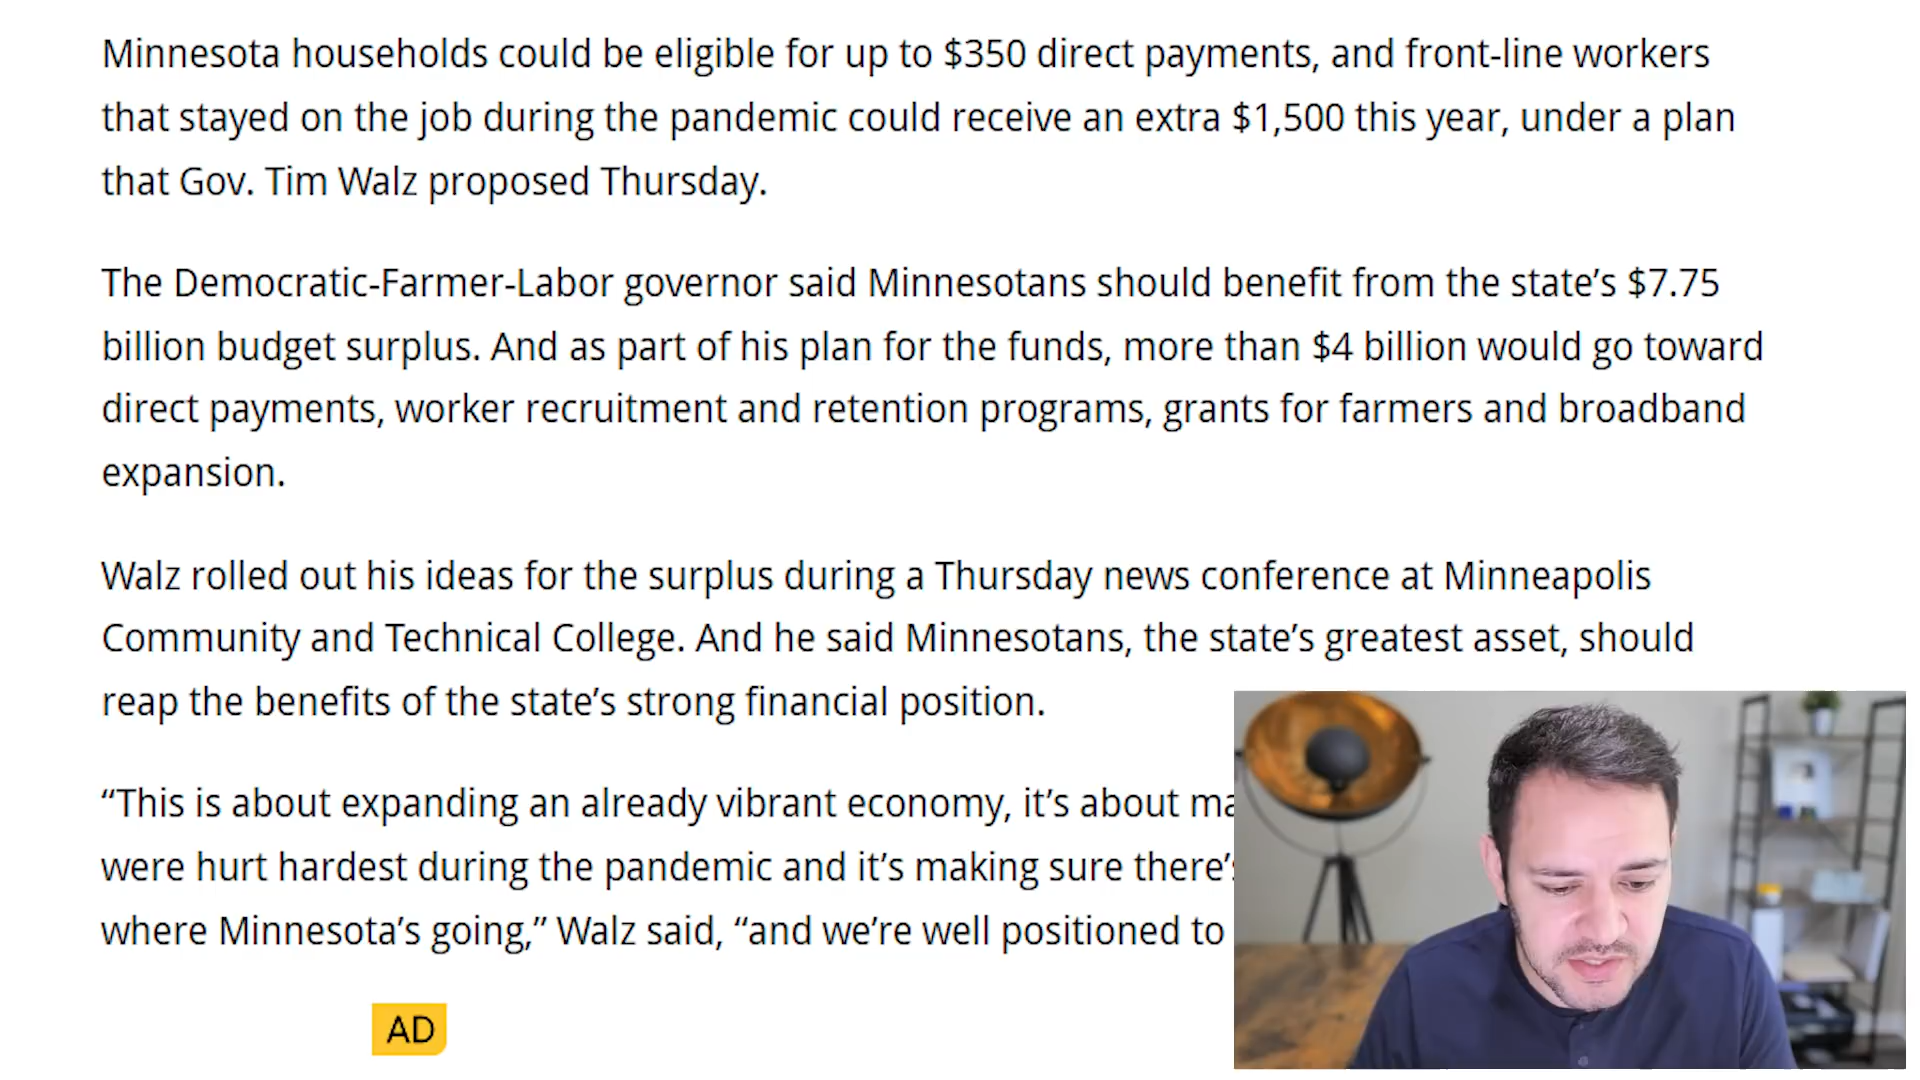 Minnesota households could be eligible for up to $350 direct payments, and front-line workers
that stayed on the job during the pandemic could receive an extra $1,500 this year, under a plan
that Gov. Tim Walz proposed Thursday.
The Democratic-Farmer-Labor governor said Minnesotans should benefit from the state’s $7.75
billion budget surplus. And as part of his plan for the funds, more than $4 billion would go toward
direct payments, worker recruitment and retention programs, grants for farmers and broadband
expansion.
Walz rolled out his ideas for the surplus during a Thursday news conference at Minneapolis
Community and Technical College. And he said Minnesotans, the state’s greatest asset, should
reap the benefits of the state’s strong financial position.
“This is about expanding an already vibrant economy, it’s about
were hurt hardest during the pandemic and it’s making sure
where Minnesota’s going,” Walz said, “and we’re well positioned to
AD